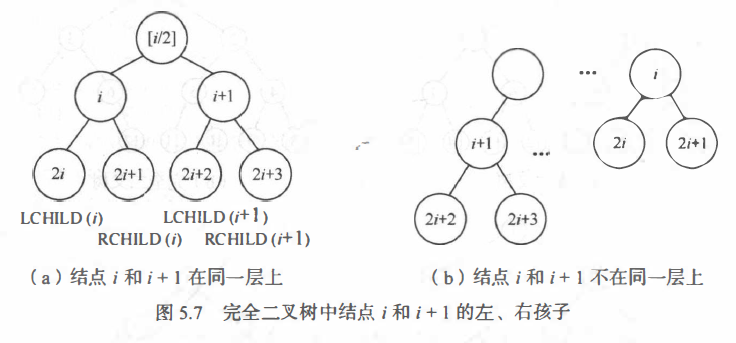 [i/2]
i
i
i+1
i+1
2i
2i+1
2i
2i+1
2i+2
2i+3
2i+2
2i+3
LCHILD(i)
LCHILD(i+1)
RCHILD(i)
RCHILD(i+1)
(a)结点 i 和 i+1 在同一层上
(b)结点 i 和 i+1 不在同一层上
图 5.7 完全二叉树中结点 i 和 i+1 的左、右孩子